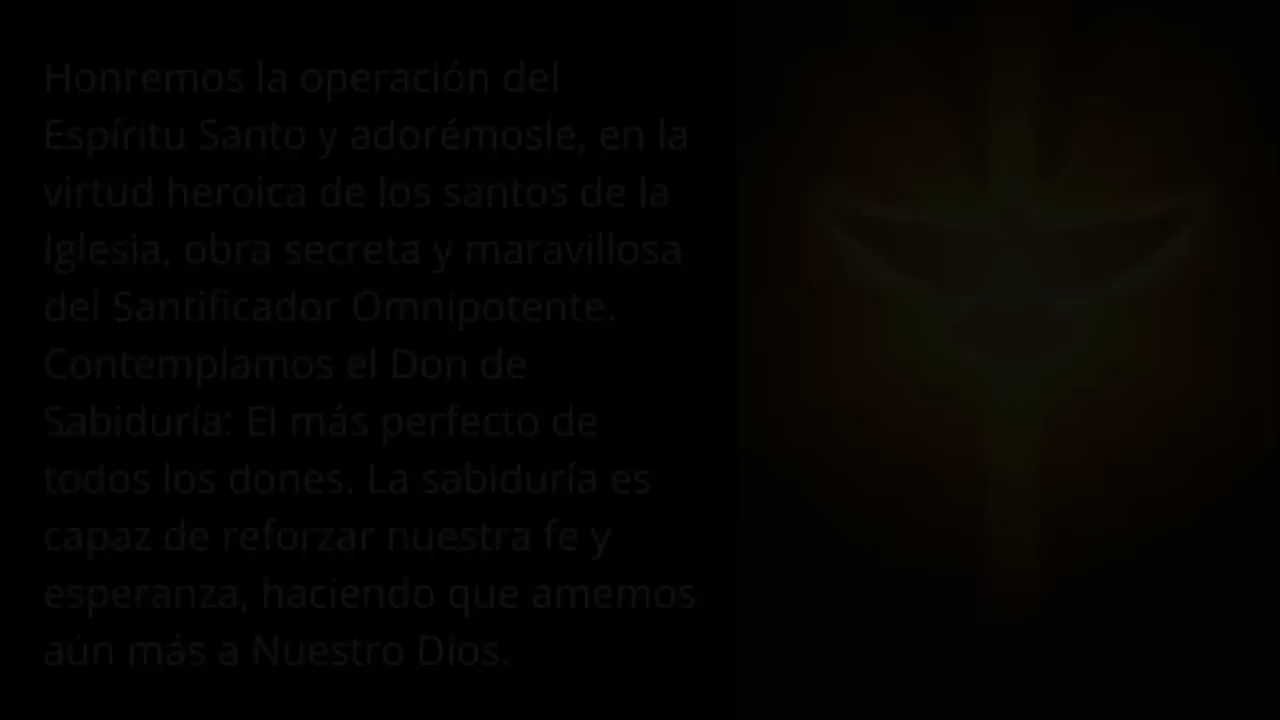 Honremos la operación del
Espíritu Santo y adorémosle, en la
virtud heroica de los santos de la
Iglesia, obra secreta y maravillosa
del Santificador Omnipotente.
Contemplamos el Don de
Sabiduría: El más perfecto de
todos los dones. La sabiduría es
capaz de reforzar nuestra fe y
esperanza, haciendo que amemos
aún más a Nuestro Dios.